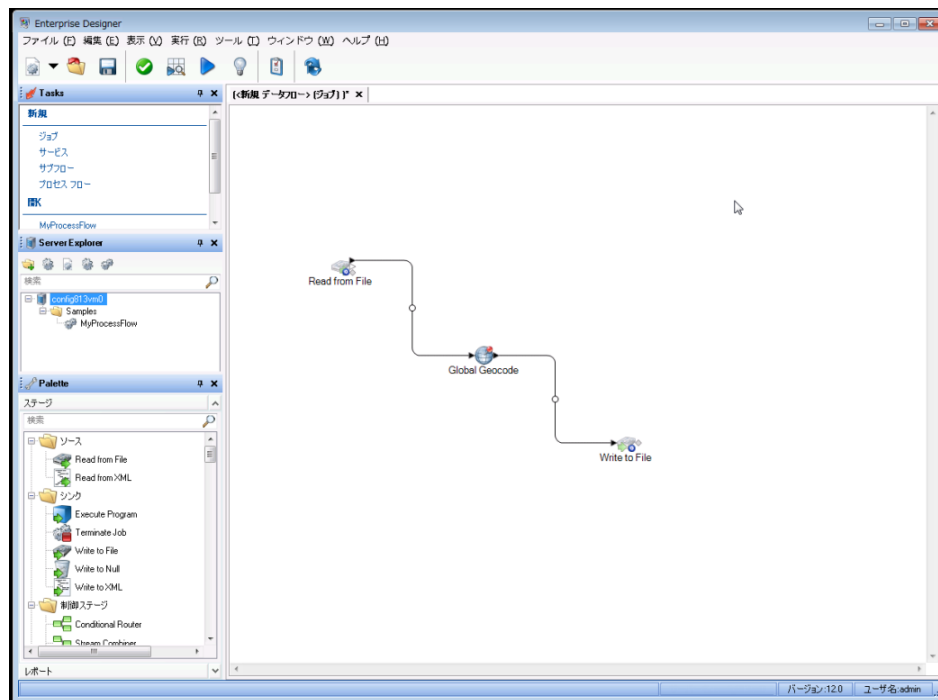 Enterprise Designer
ファイル (F) 編集 (E) 表示 (V) 実行 (R) ツール (T) ウィンドウ (W) ヘルプ (H)
Tasks
[<新規 データフロー> (ジョブ)]*
新規
ジョブ
サービス
サブフロー
プロセス フロー
開K
MyProcessFlow
Server Explorer
検索
config813vm0
Samples
MyProcessFlow
Palette
ステージ
検索
ソース
Read from File
Read from XML
シンク
Execute Program
Terminate Job
Write to File
Write to Null
Write to XML
制御ステージ
Conditional Router
Stream Combiner
レポート
Read from File
Global Geocode
Write to File
バージョン:12.0 ユーザ名:admin